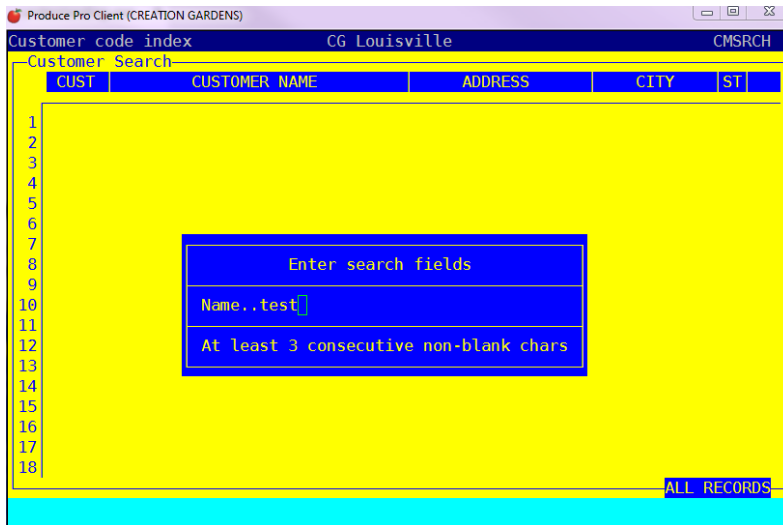 Produce Pro Client (CREATION GARDENS)
Customer code index CG Louisville CMSRCH
Customer Search
CUST CUSTOMER NAME ADDRESS CITY ST
1
2
3
4
5
6
7
8 Enter search fields
9
10 Name..test
11
12 At least 3 consecutive non-blank chars
13
14
15
16
17
18
ALL RECORDS